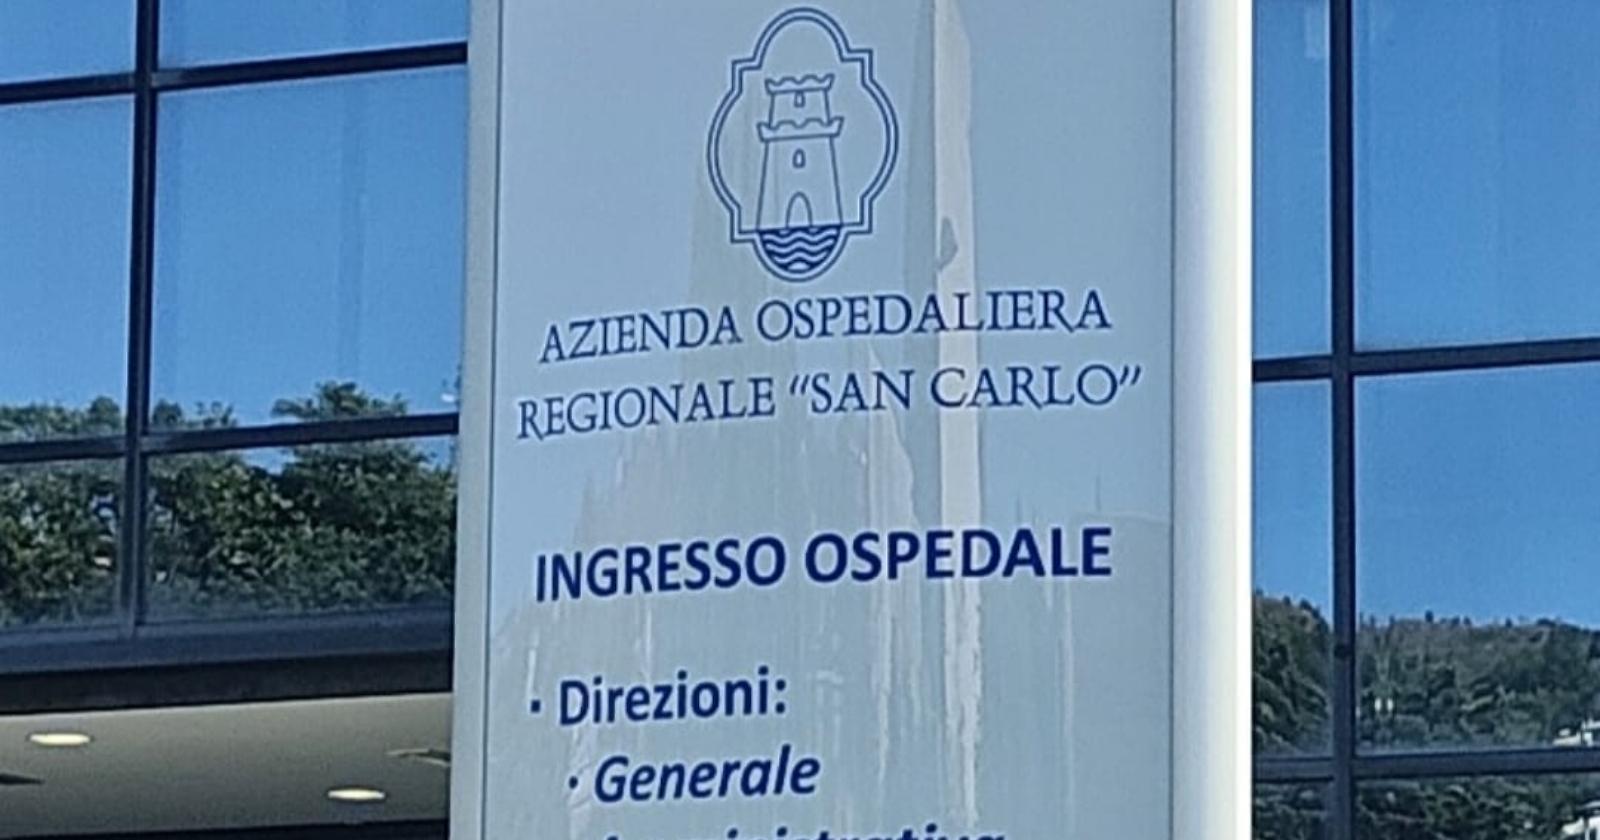 AZIENDA OSPEDALIERA
REGIONALE “SAN CARLO”
INGRESSO OSPEDALE
· Direzioni:
· Generale